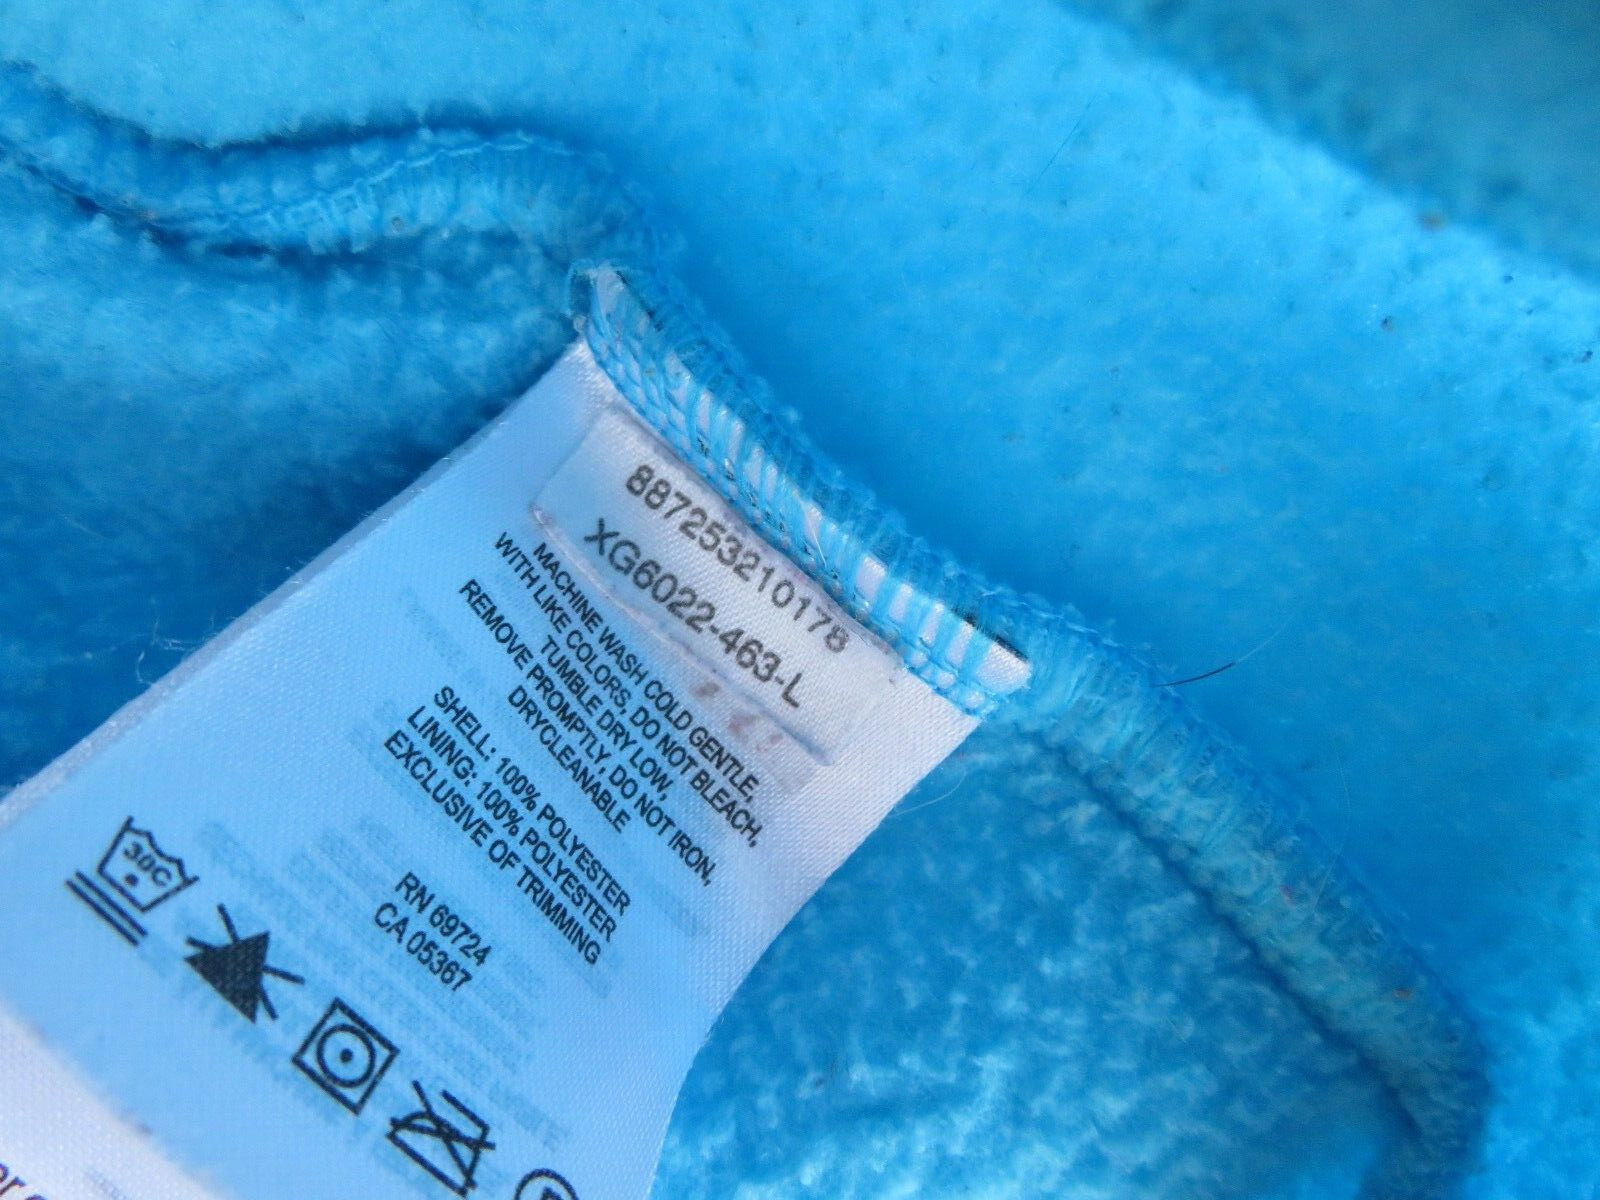 887253210178
XG6022-463-L
MACHINE WASH COLD GENTLE,
WITH LIKE COLORS, DO NOT BLEACH,
TUMBLE DRY LOW,
REMOVE PROMPTLY, DO NOT IRON,
DRYCLEANABLE
SHELL: 100% POLYESTER
LINING: 100% POLYESTER
EXCLUSIVE OF TRIMMING
RN 69724
CA 05367
30C